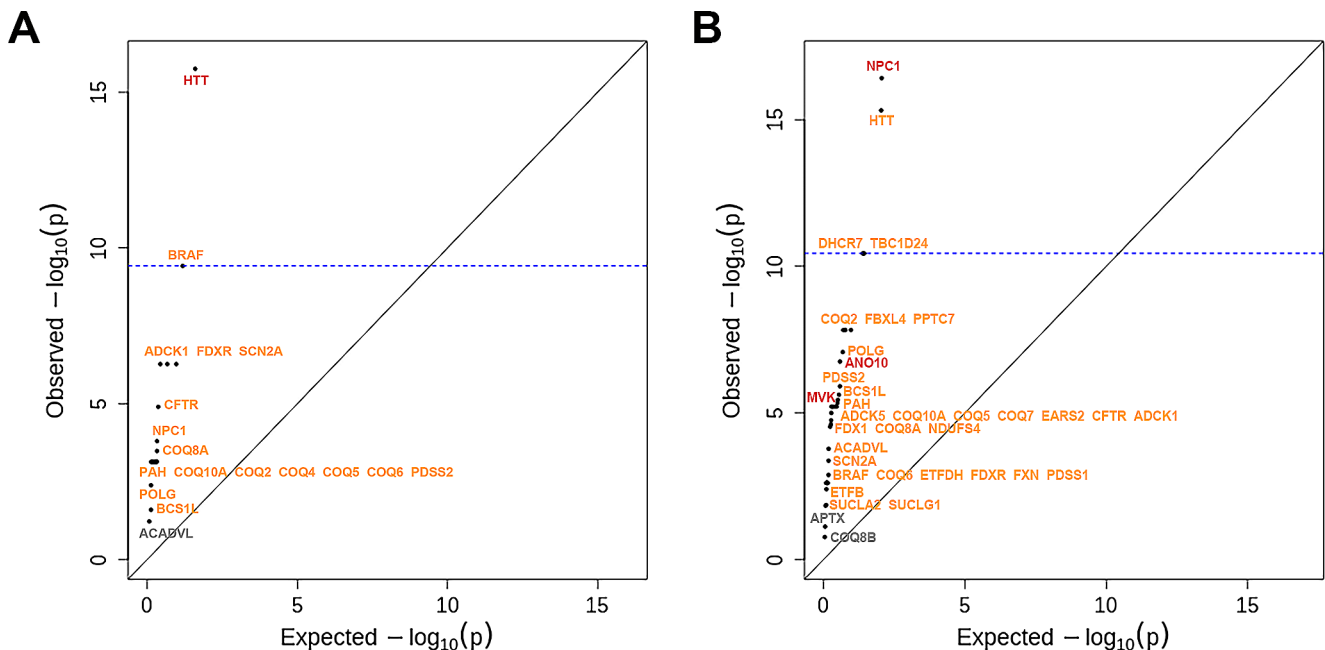 A
HTT
BRAF
ADCK1 FDXR SCN2A
CFTR
NPC1
COQ8A
PAH COQ10A COQ2 COQ4 COQ5 COQ6 PDSS2
POLG
BCS1L
ACADVL
15
10
5
0
0 5 10 15
Observed −log10(p)
Expected −log10(p)
B
NPC1
HTT
DHCR7 TBC1D24
COQ2 FBXL4 PPTC7
POLG
ANO10
PDSS2
BCS1L
MVK
PAH
ADCK5 COQ10A COQ5 COQ7 EARS2 CFTR ADCK1
FDX1 COQ8A NDUFS4
ACADVL
SCN2A
BRAF COQ6 ETFDH FDXR FXN PDSS1
ETFB
SUCLA2 SUCLG1
APTX
COQ8B
15
10
5
0
0 5 10 15
Observed −log10(p)
Expected −log10(p)